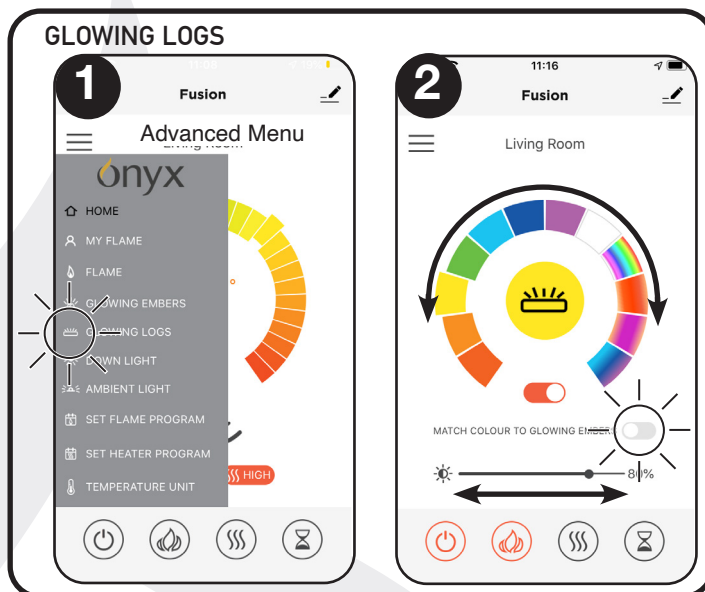 GLOWING LOGS
1
Fusion
Advanced Menu
onyx
HOME
MY FLAME
FLAME
GLOWING EMBERS
GLOWING LOGS
DOWN LIGHT
AMBIENT LIGHT
SET FLAME PROGRAM
SET HEATER PROGRAM
TEMPERATURE UNIT
HIGH
2
11:16
Fusion
Living Room
MATCH COLOUR TO GLOWING EMBERS
80%